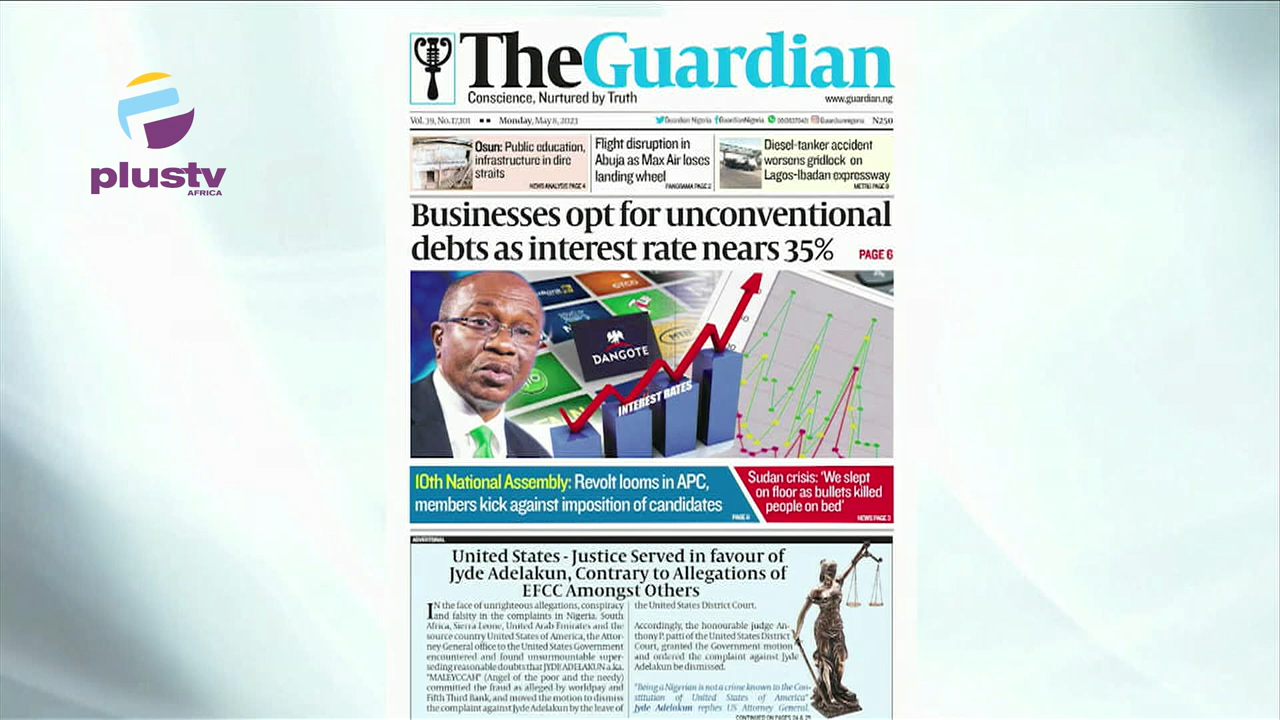 plustv
AFRICA
The Guardian
Conscience, Nurtured by Truth
www.guardian.ng
Vol. 39, No. 17,101
Monday, May 8, 2023
Guardian Nigeria
GuardianNigeria
Guardiannigeria
N250
Osun: Public education,
infrastructure in dire
straits
NEWS ANALYSIS PAGE 4
Flight disruption in
Abuja as Max Air loses
landing wheel
PANORAMA PAGE 2
Diesel-tanker accident
worsens gridlock on
Lagos-Ibadan expressway
METRO PAGE 9
Businesses opt for unconventional
debts as interest rate nears 35%
PAGE 6
DANGOTE
INTEREST RATES
10th National Assembly: Revolt looms in APC,
members kick against imposition of candidates
Sudan crisis: 'We slept
on floor as bullets killed
people on bed'
NEWS PAGE 3
ADVERTORIAL
United States - Justice Served in favour of
Jyde Adelakun, Contrary to Allegations of
EFCC Amongst Others
IN the face of unrighteous allegations, conspiracy
and falsity in the complaints in Nigeria. South
Africa, Sierra Leone, United Arab Emirates and the
source country United States of America, the Attor-
ney General office to the United States Government
encountered and found unsurmountable super-
seding reasonable doubts that JYDE ADELAKUN a.ka.
"MALEYCCAH" (Angel of the poor and the needy)
committed the fraud as alleged by worldpay and
Fifth Third Bank, and moved the motion to dismiss
the complaint against Jyde Adelakun by the leave of
the United States District Court.
Accordingly, the honourable judge An-
thony P. patti of the United States District
Court, granted the Government motion
and ordered the complaint against Jyde
Adelakun be dismissed.
"Being a Nigerian is not a crime known to the Con-
stitution of United States of America"
Jyde Adelakun replies US Attorney General.
CONTINUED ON PAGES 24 & 25